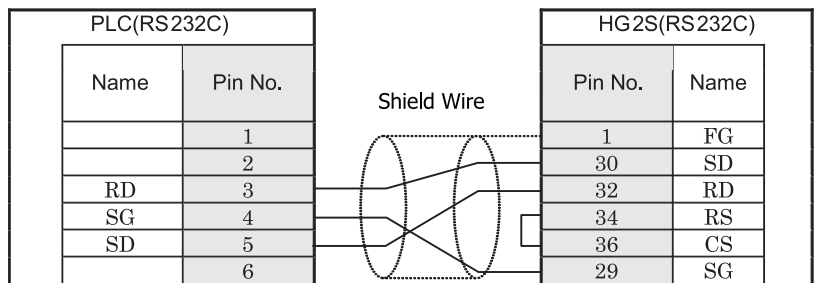 PLC(RS232C) HG2S(RS232C)
Name Pin No. Shield Wire Pin No. Name
1 1 FG
2 30 SD
RD 3 32 RD
SG 4 34 RS
SD 5 36 CS
6 29 SG